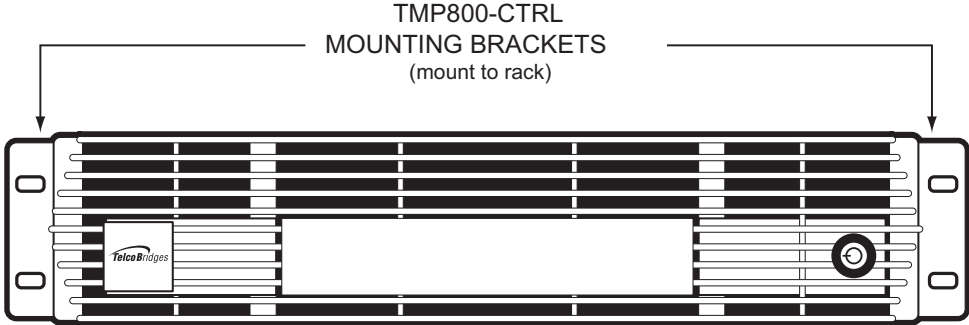 TMP800-CTRL
MOUNTING BRACKETS
(mount to rack)
TelcoBridges